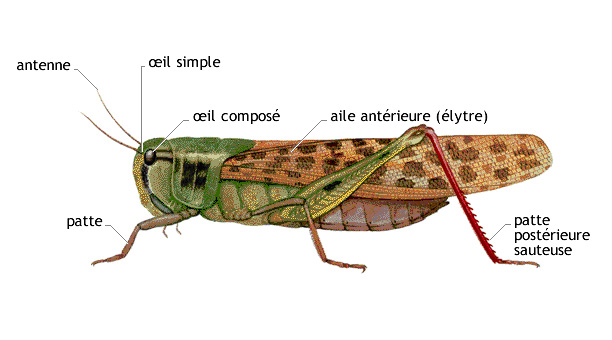 œil simple
antenne
œil composé
aile antérieure (élytre)
patte
patte
postérieure
sauteuse